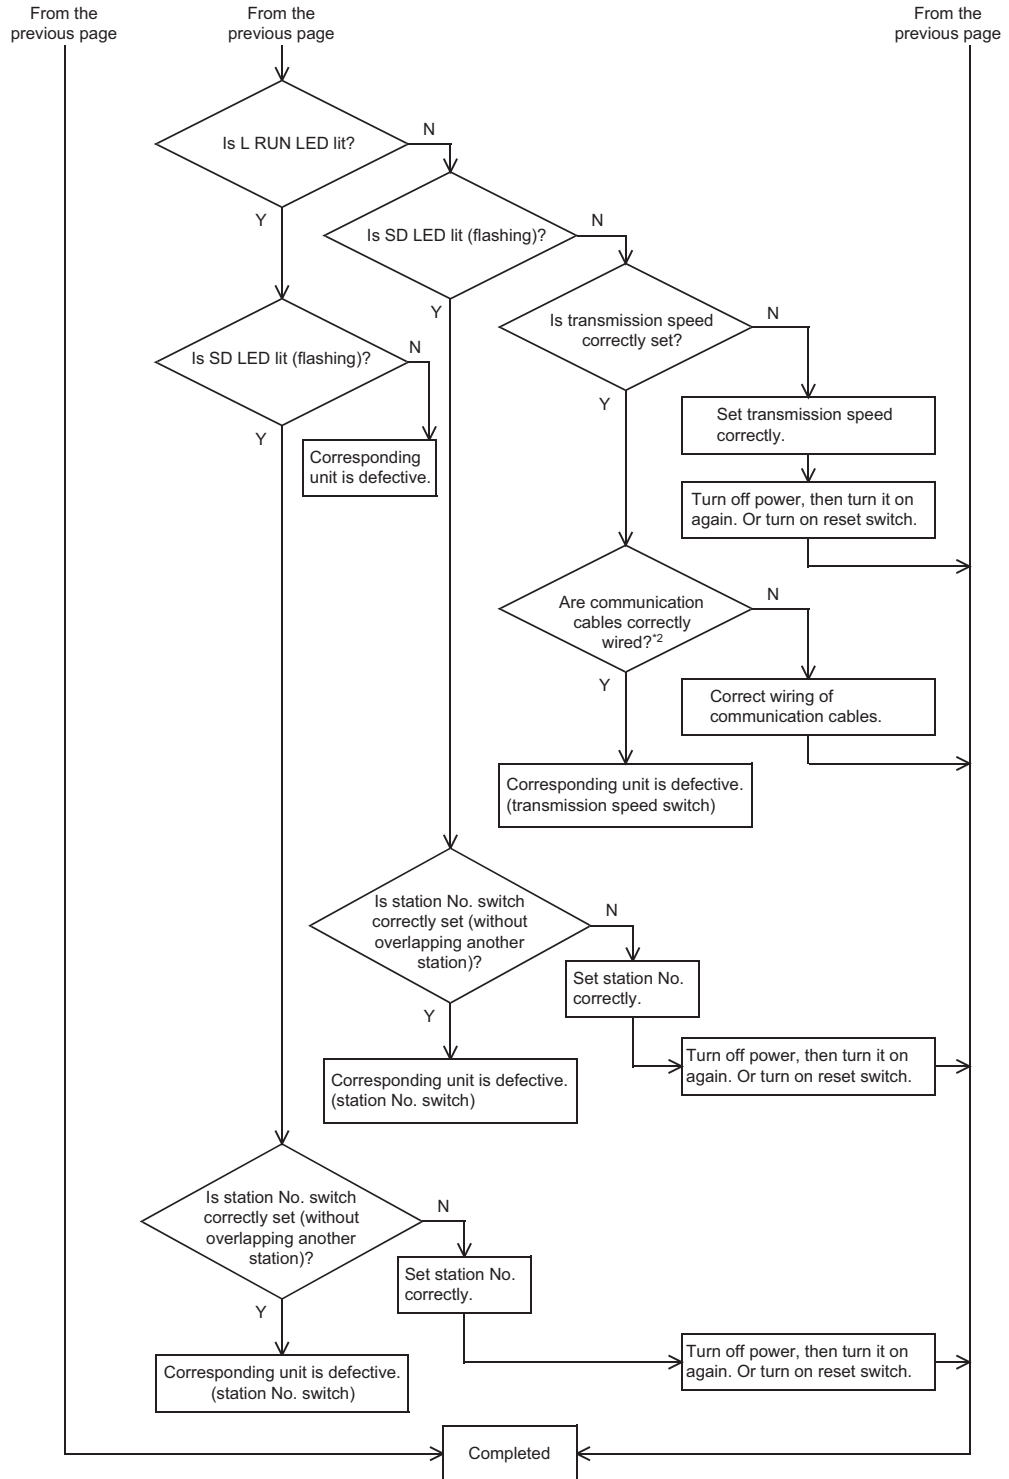 From the
previous page
From the
previous page
From the
previous page
Is L RUN LED lit?
N
Y
Is SD LED lit (flashing)?
N
Y
Is transmission speed
correctly set?
N
Y
Is SD LED lit (flashing)?
N
Y
Set transmission speed
correctly.
Corresponding
unit is defective.
Turn off power, then turn it on
again. Or turn on reset switch.
Are communication
cables correctly
wired?*2
N
Y
Correct wiring of
communication cables.
Corresponding unit is defective.
(transmission speed switch)
Is station No. switch
correctly set (without
overlapping another
station)?
N
Y
Set station No.
correctly.
Turn off power, then turn it on
again. Or turn on reset switch.
Corresponding unit is defective.
(station No. switch)
Is station No. switch
correctly set (without
overlapping another
station)?
N
Y
Set station No.
correctly.
Turn off power, then turn it on
again. Or turn on reset switch.
Corresponding unit is defective.
(station No. switch)
Completed